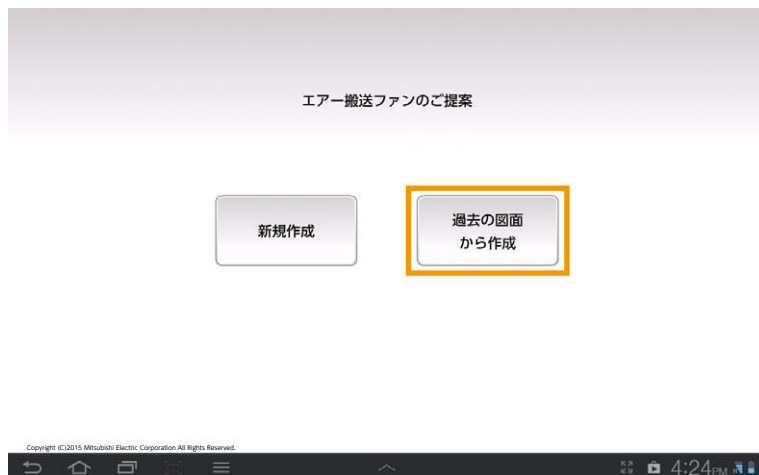 エアー搬送ファンのご提案
新規作成
過去の図面
から作成
Copyright (C)2015 Mitsubishi Electric Corporation All Rights Reserved.
4:24PM